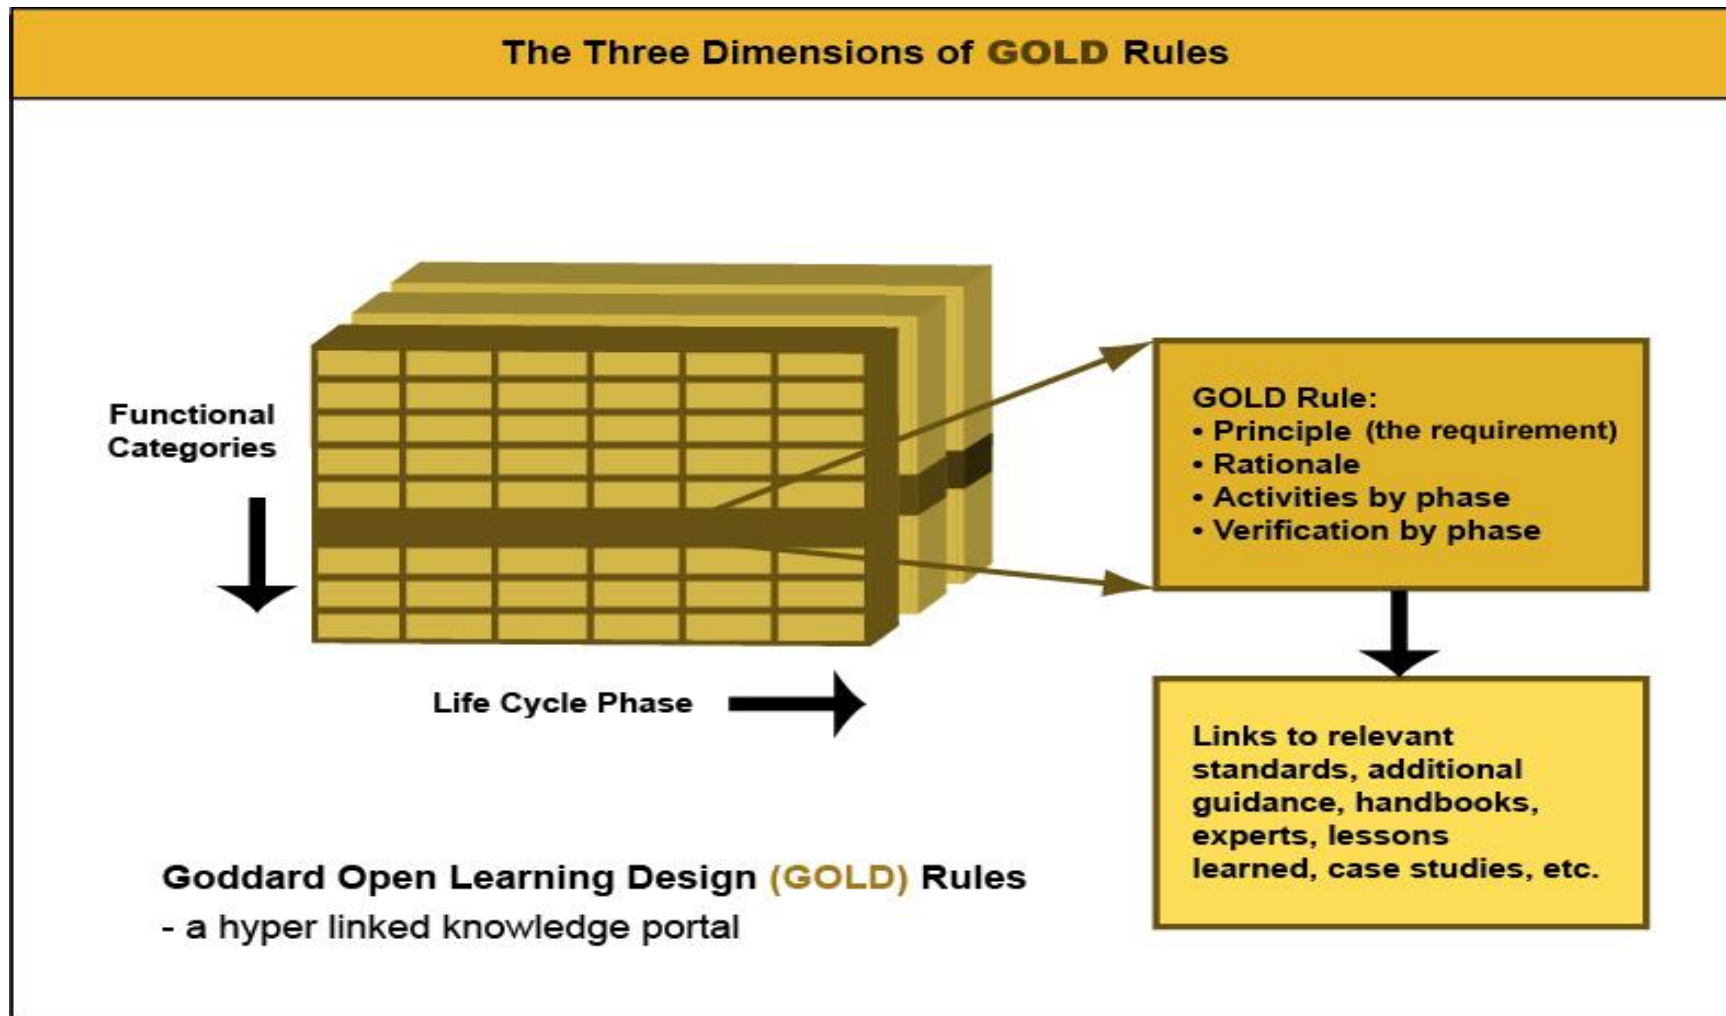 The Three Dimensions of GOLD Rules
Functional
Categories
Life Cycle Phase
GOLD Rule:
• Principle (the requirement)
• Rationale
• Activities by phase
• Verification by phase
Links to relevant
standards, additional
guidance, handbooks,
experts, lessons
learned, case studies, etc.
Goddard Open Learning Design (GOLD) Rules
- a hyper linked knowledge portal